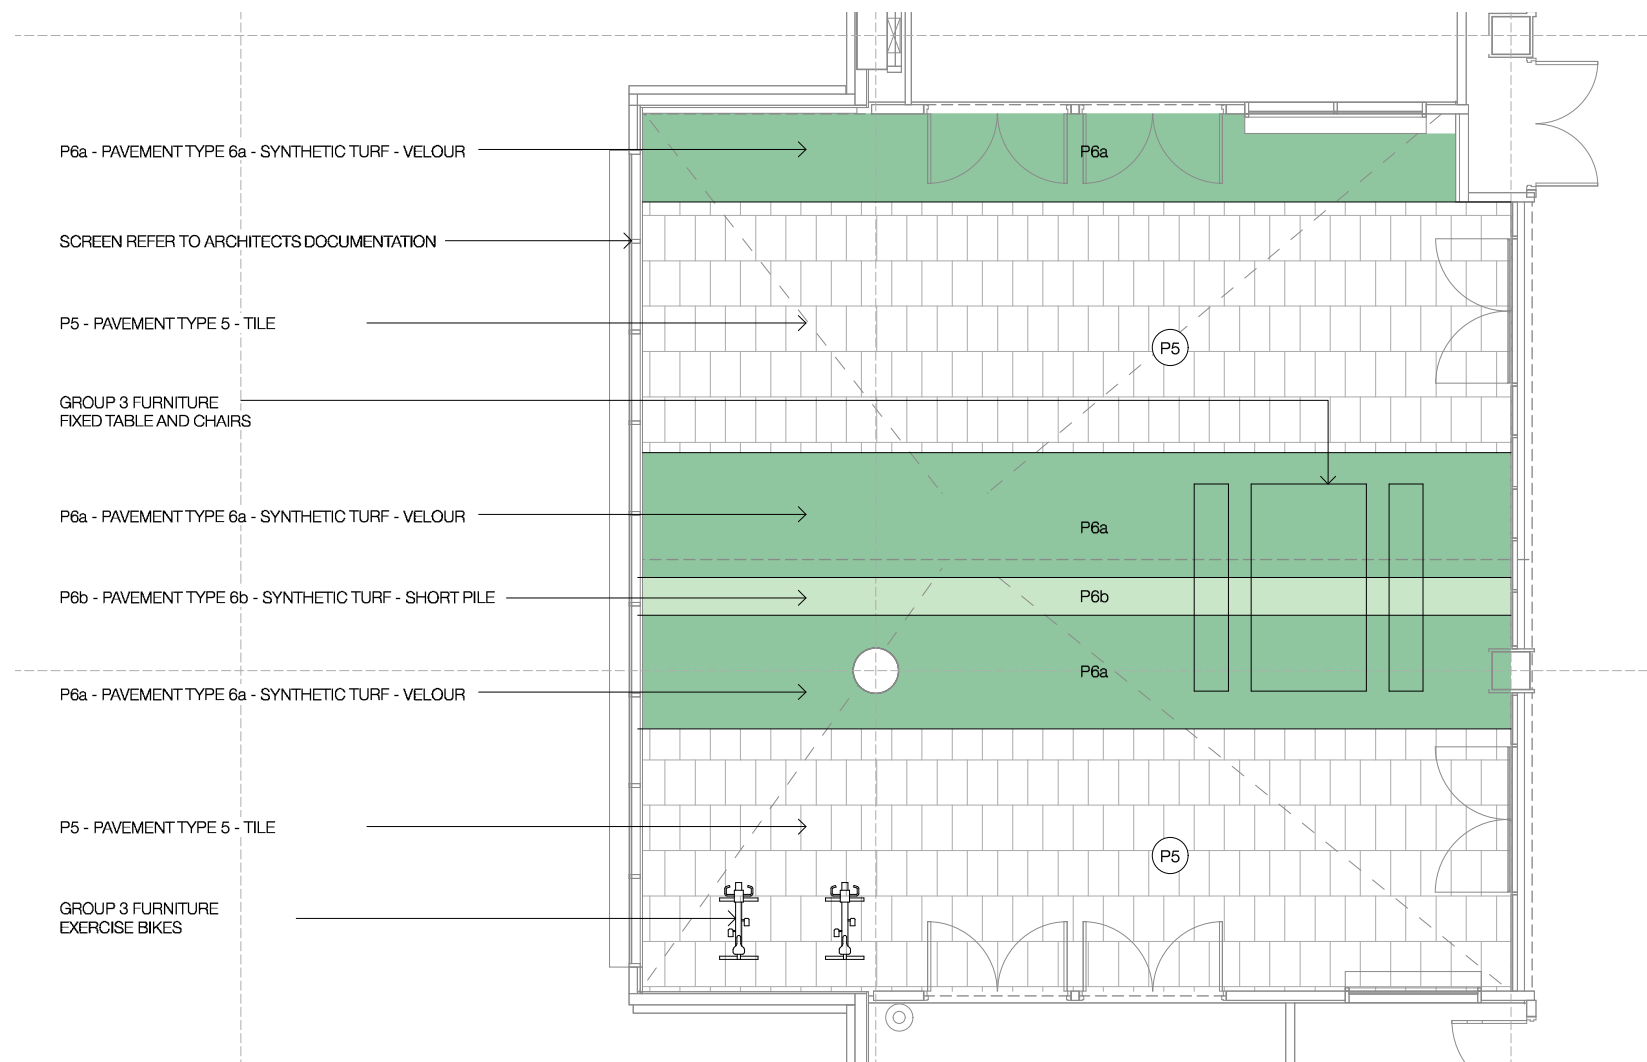 P6a - PAVEMENT TYPE 6a - SYNTHETIC TURF - VELOUR
P6a
SCREEN REFER TO ARCHITECTS DOCUMENTATION
P5 - PAVEMENT TYPE 5 - TILE
P5
GROUP 3 FURNITURE
FIXED TABLE AND CHAIRS
P6a - PAVEMENT TYPE 6a - SYNTHETIC TURF - VELOUR
P6a
P6b - PAVEMENT TYPE 6b - SYNTHETIC TURF - SHORT PILE
P6b
P6a - PAVEMENT TYPE 6a - SYNTHETIC TURF - VELOUR
P6a
P5 - PAVEMENT TYPE 5 - TILE
P5
GROUP 3 FURNITURE
EXERCISE BIKES